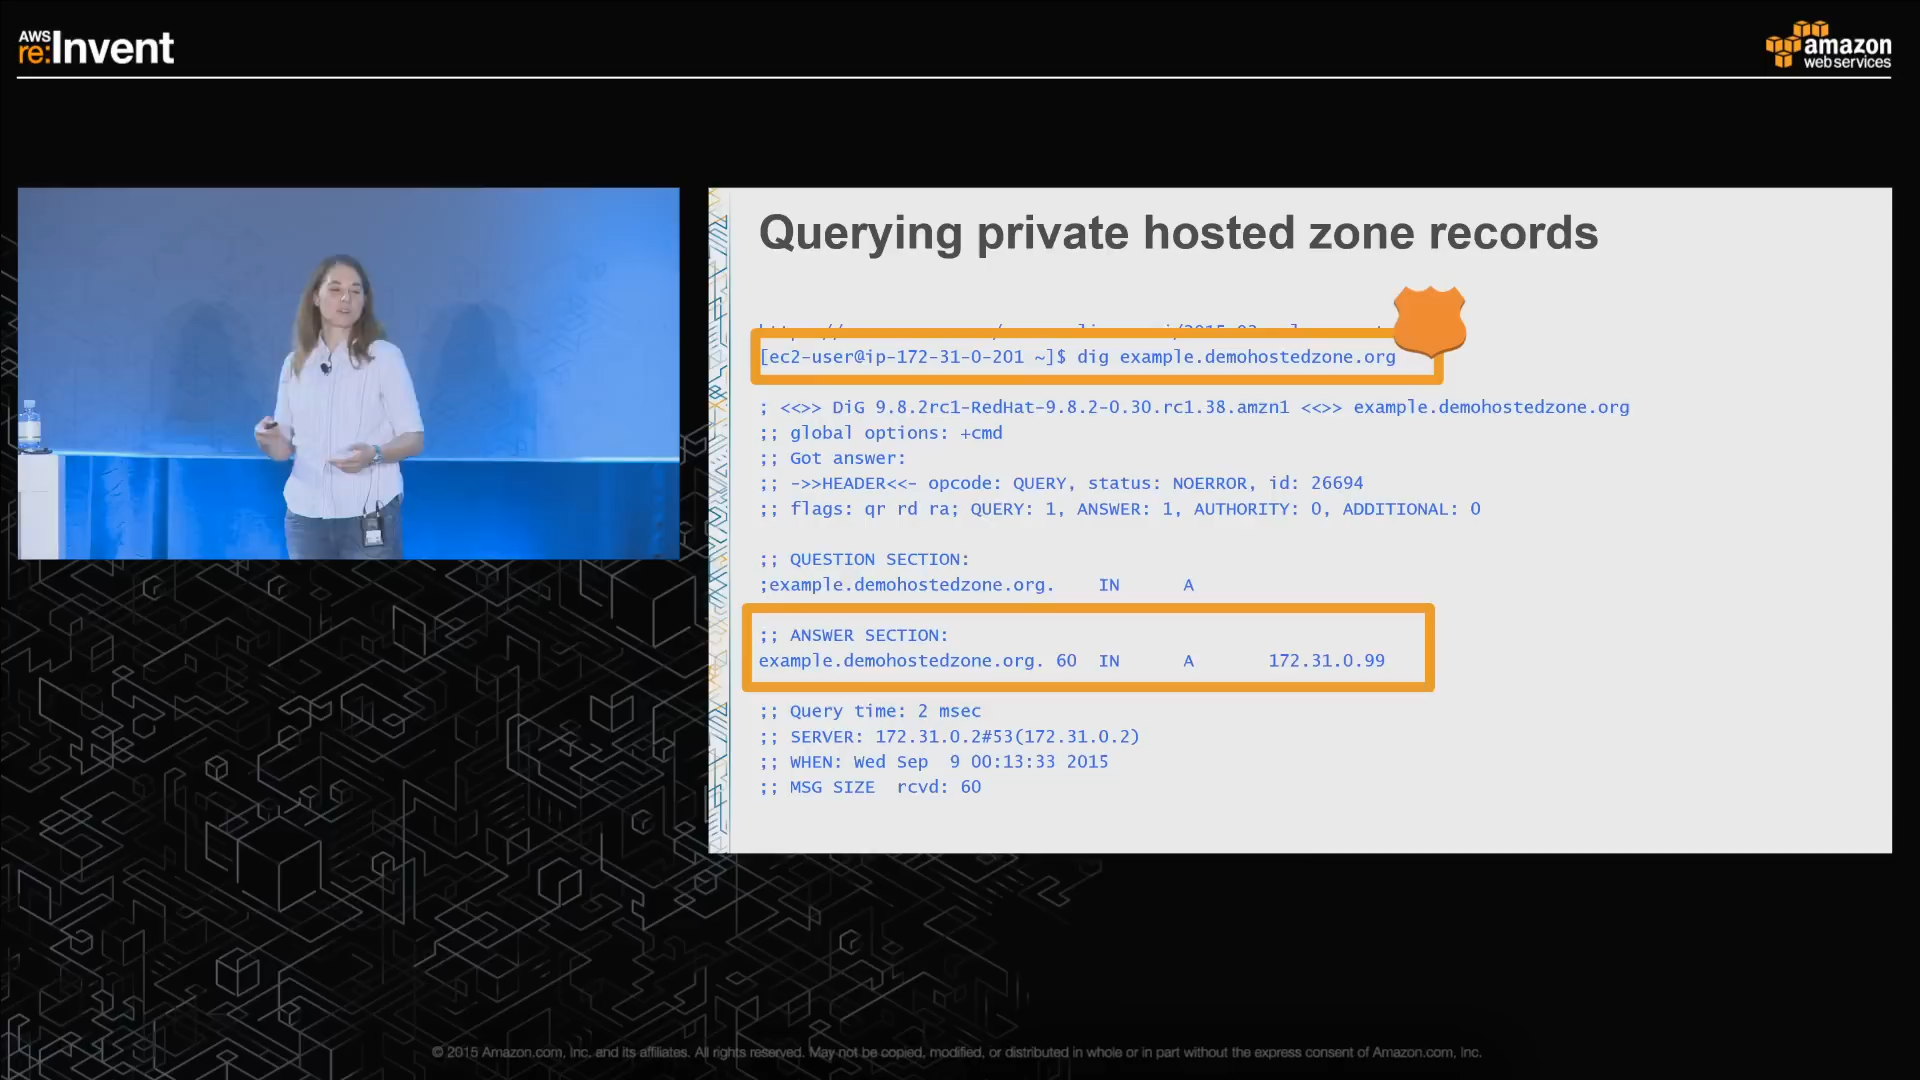 AWS
re:Invent
amazon
web services
Querying private hosted zone records
[ec2-user@ip-172-31-0-201 ~]$ dig example.demohostedzone.org
; <<>> DiG 9.8.2rc1-RedHat-9.8.2-0.30.rc1.38.amzn1 <<>> example.demohostedzone.org
;; global options: +cmd
;; Got answer:
;; ->>HEADER<<- opcode: QUERY, status: NOERROR, id: 26694
;; flags: qr rd ra; QUERY: 1, ANSWER: 1, AUTHORITY: 0, ADDITIONAL: 0
;; QUESTION SECTION:
;example.demohostedzone.org. IN A
;; ANSWER SECTION:
example.demohostedzone.org. 60 IN A 172.31.0.99
;; Query time: 2 msec
;; SERVER: 172.31.0.2#53(172.31.0.2)
;; WHEN: Wed Sep 9 00:13:33 2015
;; MSG SIZE rcvd: 60
© 2015 Amazon.com, Inc. and its affiliates. All rights reserved. May not be copied, modified, or distributed in whole or in part without the express consent of Amazon.com, Inc.